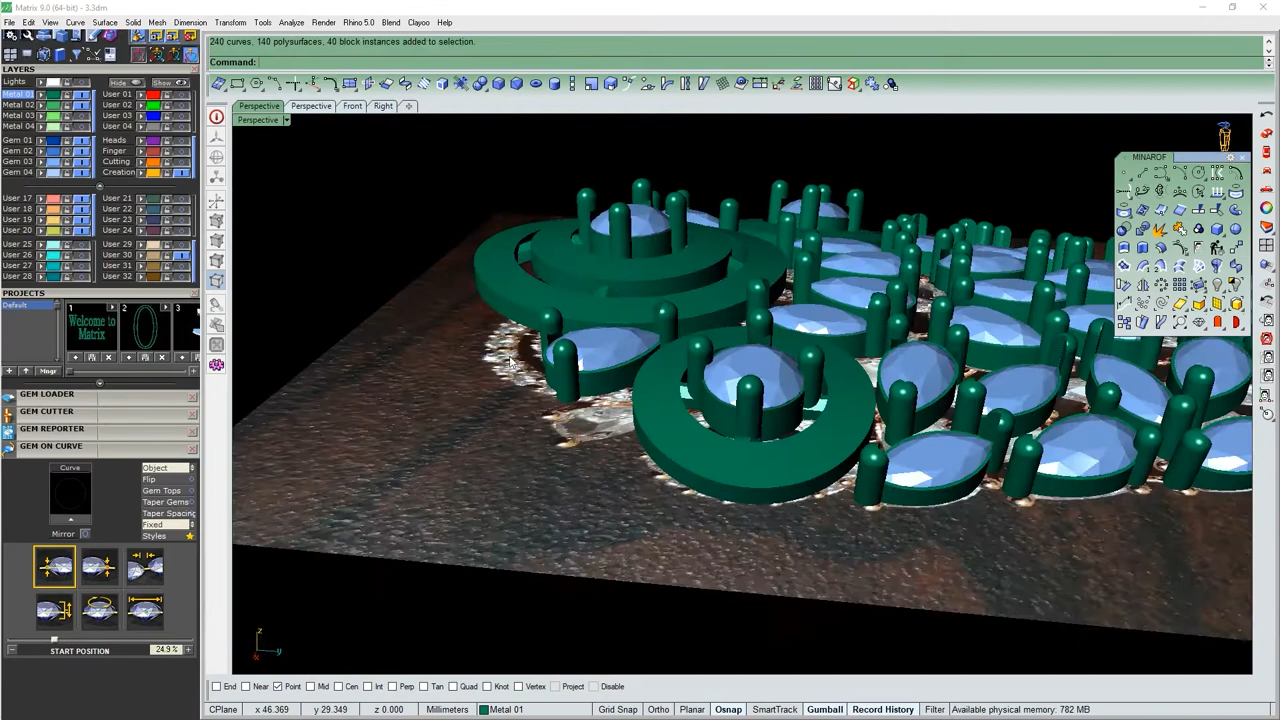 Matrix 9.0 (64-bit) - 3.3dm
File Edit View Curve Surface Solid Mesh Dimension Transform Tools Analyze Render Rhino 5.0 Blend Clayoo Help
240 curves, 140 polysurfaces, 40 block instances added to selection.
Command:
LAYERS
Lights Hide Show
Metal 01 User 01
Metal 02 User 02
Metal 03 User 03
Metal 04 User 04
Gem 01 Heads
Gem 02 Finger
Gem 03 Cutting
Gem 04 Creation
User 17 User 21
User 18 User 22
User 19 User 23
User 20 User 24
User 25 User 29
User 26 User 30
User 27 User 31
User 28 User 32
PROJECTS
Default
1 2 3
Welcome to Matrix
Mngr
GEM LOADER
GEM CUTTER
GEM REPORTER
GEM ON CURVE
Curve
Object
Flip
Gem Tops
Taper Gems
Taper Spacing
Fixed
Mirror
Styles
START POSITION 24.9 %
Perspective Perspective Front Right
Perspective
MINAROF
z
y
x
End Near Point Mid Cen Int Perp Tan Quad Knot Vertex Project Disable
CPlane x 46.369 y 29.349 z 0.000 Millimeters Metal 01 Grid Snap Ortho Planar Osnap SmartTrack Gumball Record History Filter Available physical memory: 782 MB